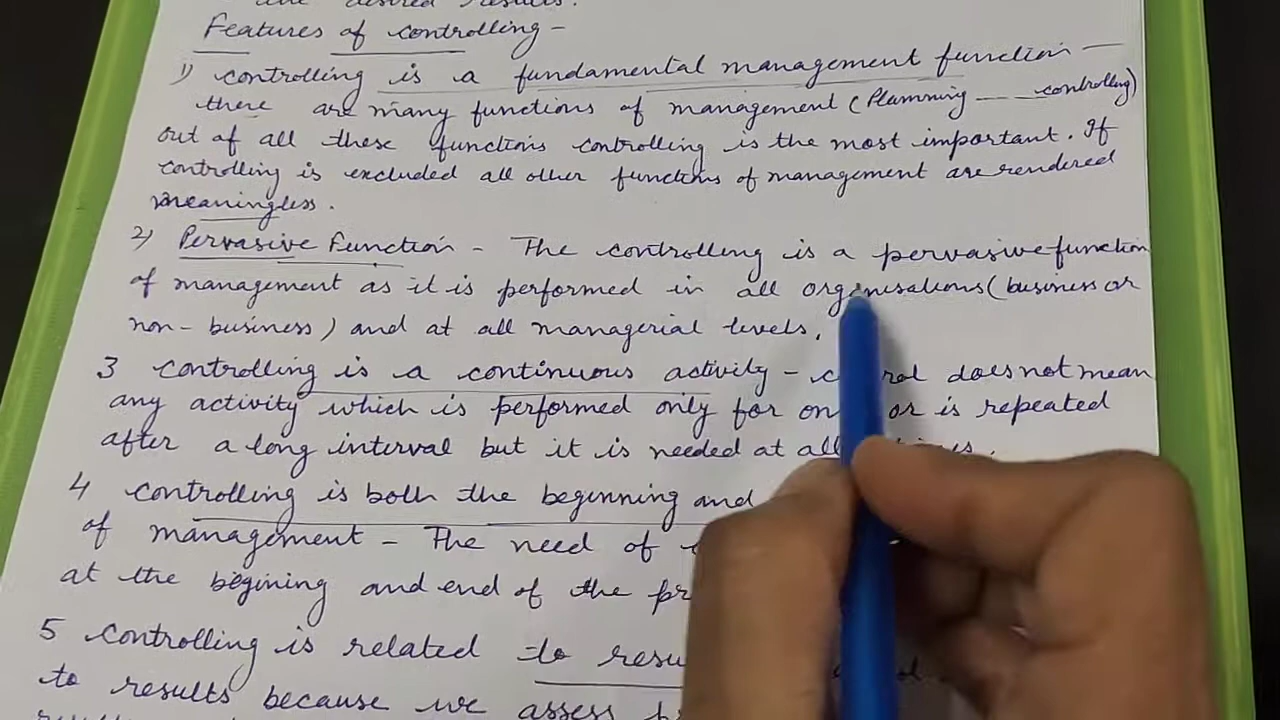 the desired results.
Features of controlling -
1) controlling is a fundamental management function -
there are many functions of management (Planning ___ controlling)
out of all these functions controlling is the most important. If
controlling is excluded all other functions of management are rendered
meaningless.
2) Pervasive Function - The controlling is a pervasive function
of management as it is performed in all organisations (business or
non-business) and at all managerial levels.
3 controlling is a continuous activity - does not mean
any activity which is performed only for or is repeated
after a long interval but it is needed at all
4 controlling is both the beginning and
of management - The need of
at the begining and end of the
5 controlling is related to
to results because we assess